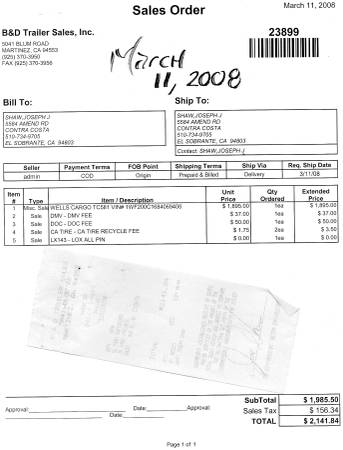 Sales Order
March 11, 2008
B&D Trailer Sales, Inc.
5041 BLUM ROAD
MARTINEZ, CA 94553
(925) 370-3950
FAX (925) 370-3956
23899
March
11, 2008
Bill To:
SHAW,JOSEPH J
5584 AMEND RD
CONTRA COSTA
510-734-9705
EL SOBRANTE, CA 94803
Ship To:
SHAW,JOSEPH J
5584 AMEND RD
CONTRA COSTA
510-734-9705
EL SOBRANTE, CA 94803
Contact: SHAW,JOSEPH-J
Seller Payment Terms FOB Point Shipping Terms Ship Via Req. Ship Date
admin COD Origin Prepaid & Billed Delivery 3/11/08
Item # Type Item / Description Unit Price Qty Ordered Extended Price
1 Misc. Sale WELLS CARGO TC581 VIN# $ 1,895.00 1ea $ 1,895.00
2 Sale DMV - DMV FEE $ 37.00 1ea $ 37.00
3 Sale DOC - DOC FEE $ 50.00 1ea $ 50.00
4 Sale CA TIRE - CA TIRE RECYCLE FEE $ 1.75 2ea $ 3.50
5 Sale LX143 - LOX ALL PIN $ 0.00 1ea $ 0.00
SubTotal $ 1,985.50
Sales Tax $ 156.34
TOTAL $ 2,141.84
Approval: Date: Approval:
Date:
Page 1 of 1